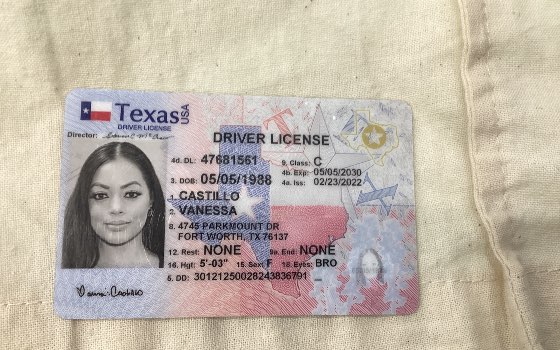 Texas USA
DRIVER LICENSE
Director:
DRIVER LICENSE
4d. DL: 47681561 9. Class: C
4b. Exp: 05/05/2030
3. DOB: 05/05/1988 4a. Iss: 02/23/2022
1. CASTILLO
2. VANESSA
8. 4745 PARKMOUNT DR
FORT WORTH, TX 76137
12. Rest: NONE 9a. End: NONE
16. Hgt: 5'-03" 15. Sex: F 18. Eyes: BRO
5. DD: 30121250028243836791